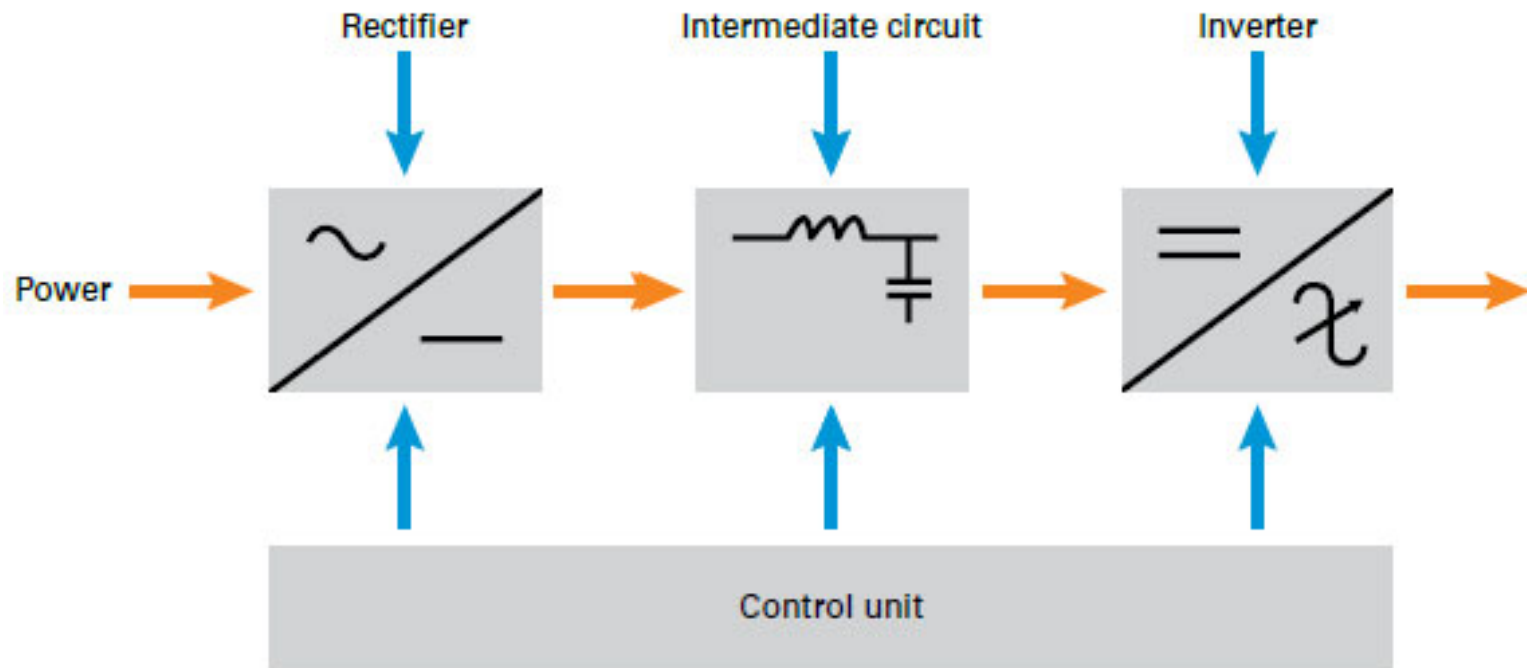 Rectifier
Intermediate circuit
Inverter
Power
Control unit